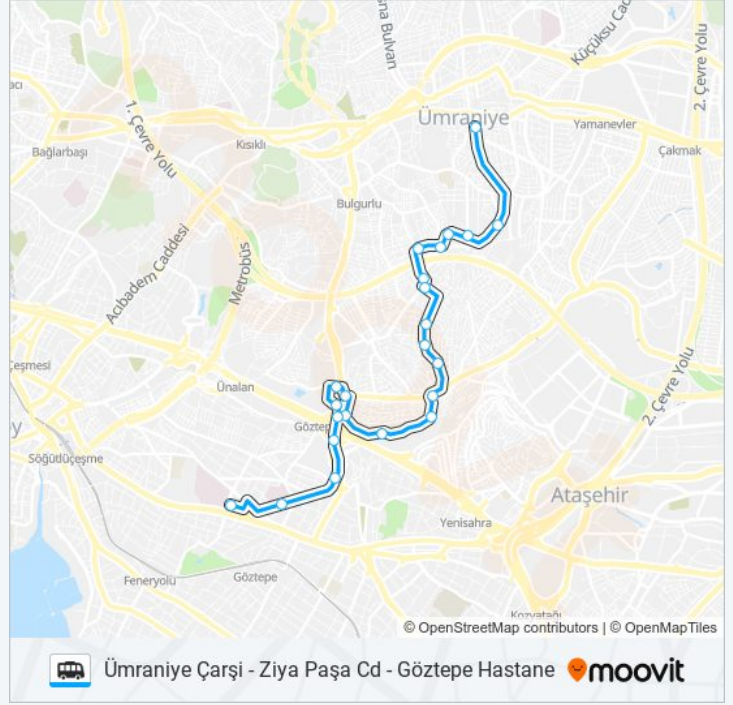 na Bulvarı
Küçüksu Cad
2. Çevre Yolu
acı
1. Çevre Yolu
Ümraniye
Yamanevler
Kısıklı
Bağlarbaşı
Çakmak
Bulgurlu
Acıbadem Caddesi
Metrobüs
Çeşmesi
Ünalan
2. Çevre Yolu
Göztep
y
Söğütlüçeşme
Ataşehir
Yenisahra
Feneryolu
Göztepe
Kozyatağı
© OpenStreetMap contributors | © OpenMapTiles
Ümraniye Çarşi - Ziya Paşa Cd - Göztepe Hastane moovit